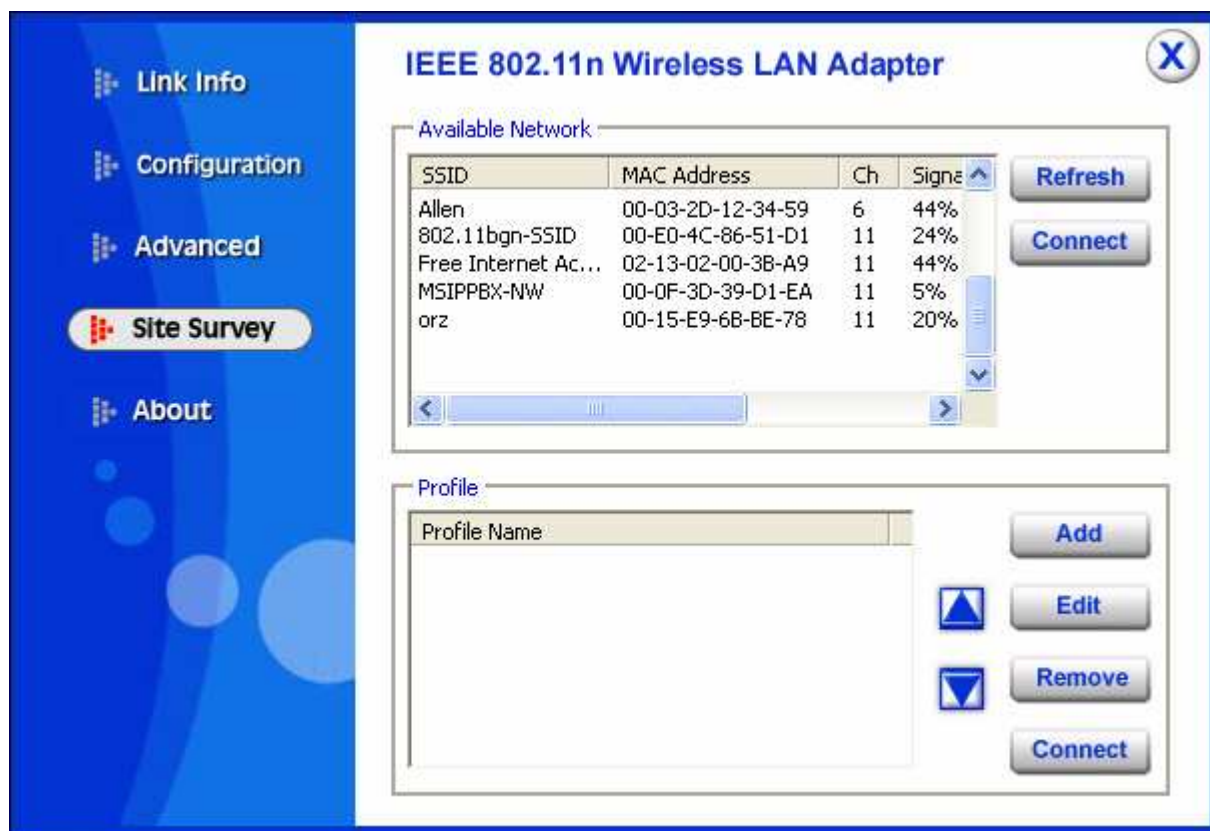 IEEE 802.11n Wireless LAN Adapter
X
Link Info
Configuration
Advanced
Site Survey
About
Available Network
SSID MAC Address Ch Signa
Allen 00-03-2D-12-34-59 6 44%
802.11bgn-SSID 00-E0-4C-86-51-D1 11 24%
Free Internet Ac... 02-13-02-00-3B-A9 11 44%
MSIPPBX-NW 00-0F-3D-39-D1-EA 11 5%
orz 00-15-E9-6B-BE-78 11 20%
Refresh
Connect
Profile
Profile Name
Add
Edit
Remove
Connect